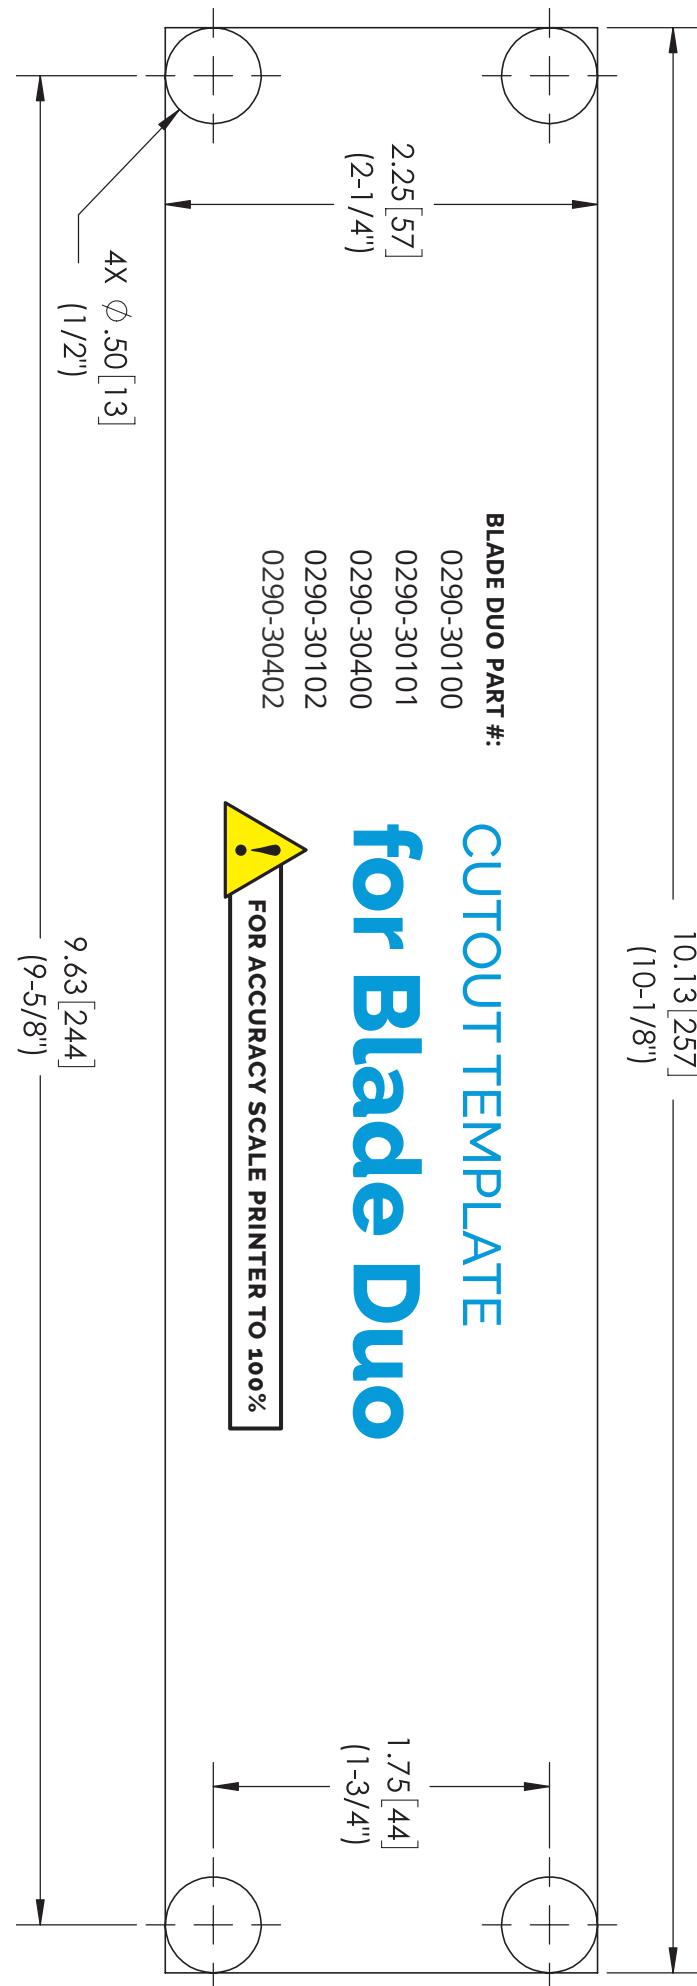 10.13[257]
(10-1/8")
2.25[57]
(2-1/4")
BLADE DUO PART #:
0290-30100
0290-30101
0290-30400
0290-30102
0290-30402
CUTOUT TEMPLATE
for Blade Duo
! FOR ACCURACY SCALE PRINTER TO 100%
1.75[44]
(1-3/4")
4X Ø.50[13]
(1/2")
9.63[244]
(9-5/8")